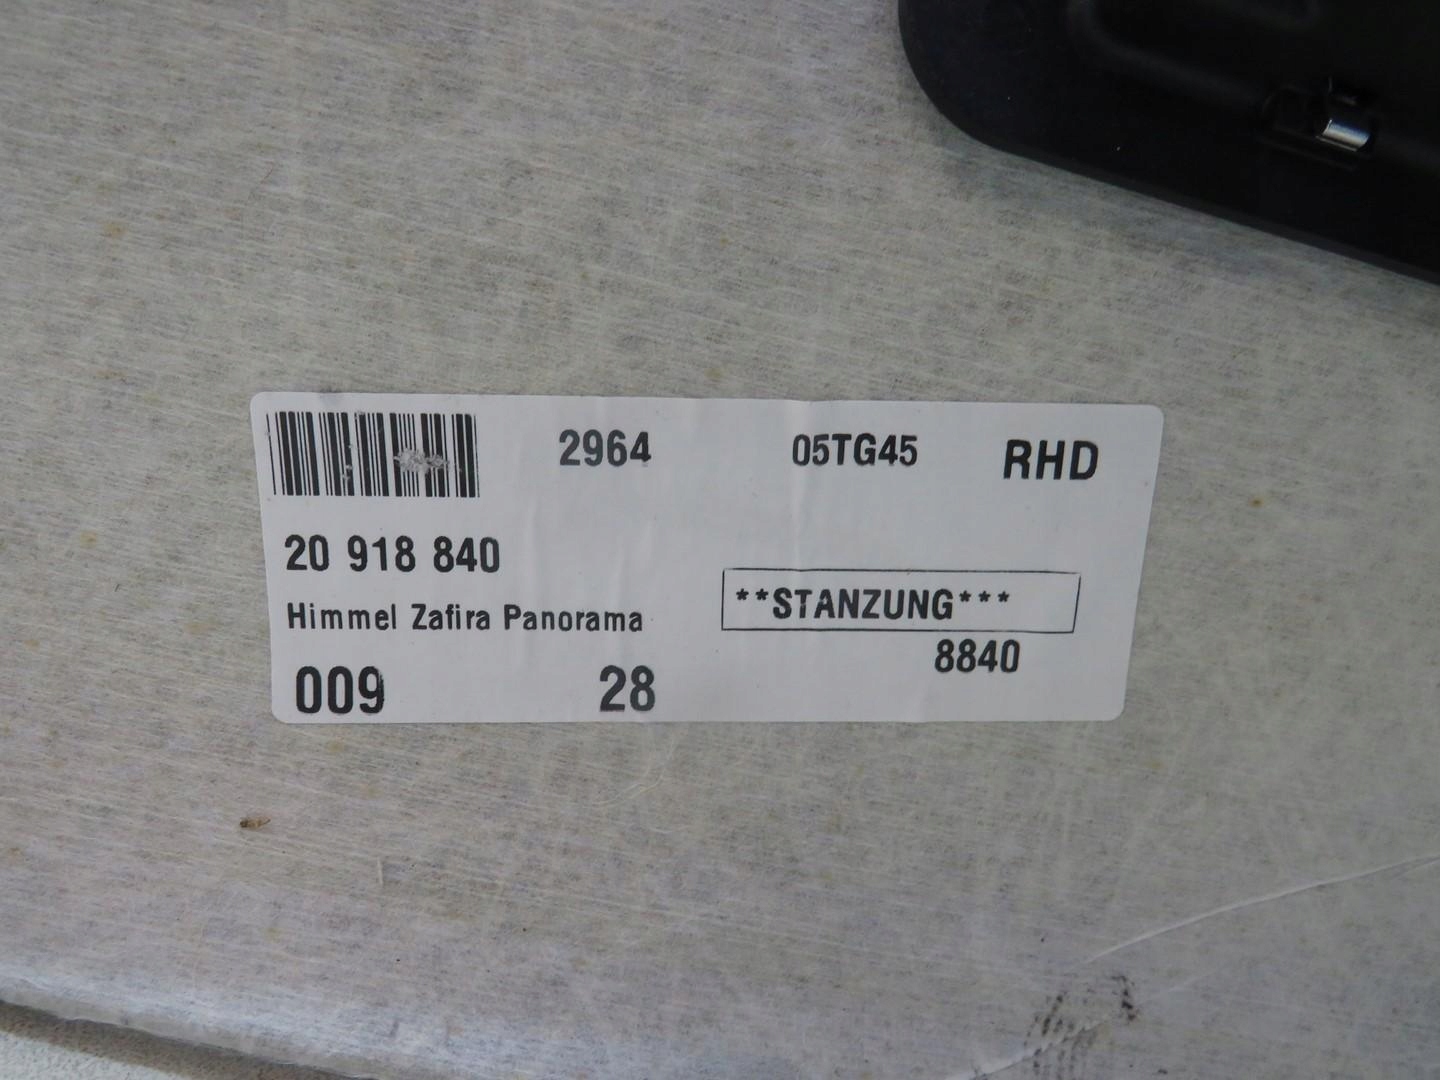 2964 05TG45 RHD
20 918 840
**STANZUNG***
Himmel Zafira Panorama
8840
009 28